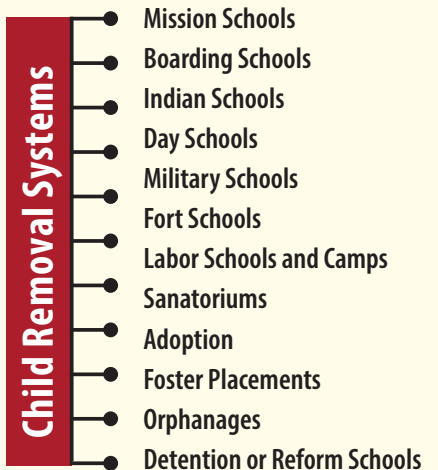 Child Removal Systems
Mission Schools
Boarding Schools
Indian Schools
Day Schools
Military Schools
Fort Schools
Labor Schools and Camps
Sanatoriums
Adoption
Foster Placements
Orphanages
Detention or Reform Schools